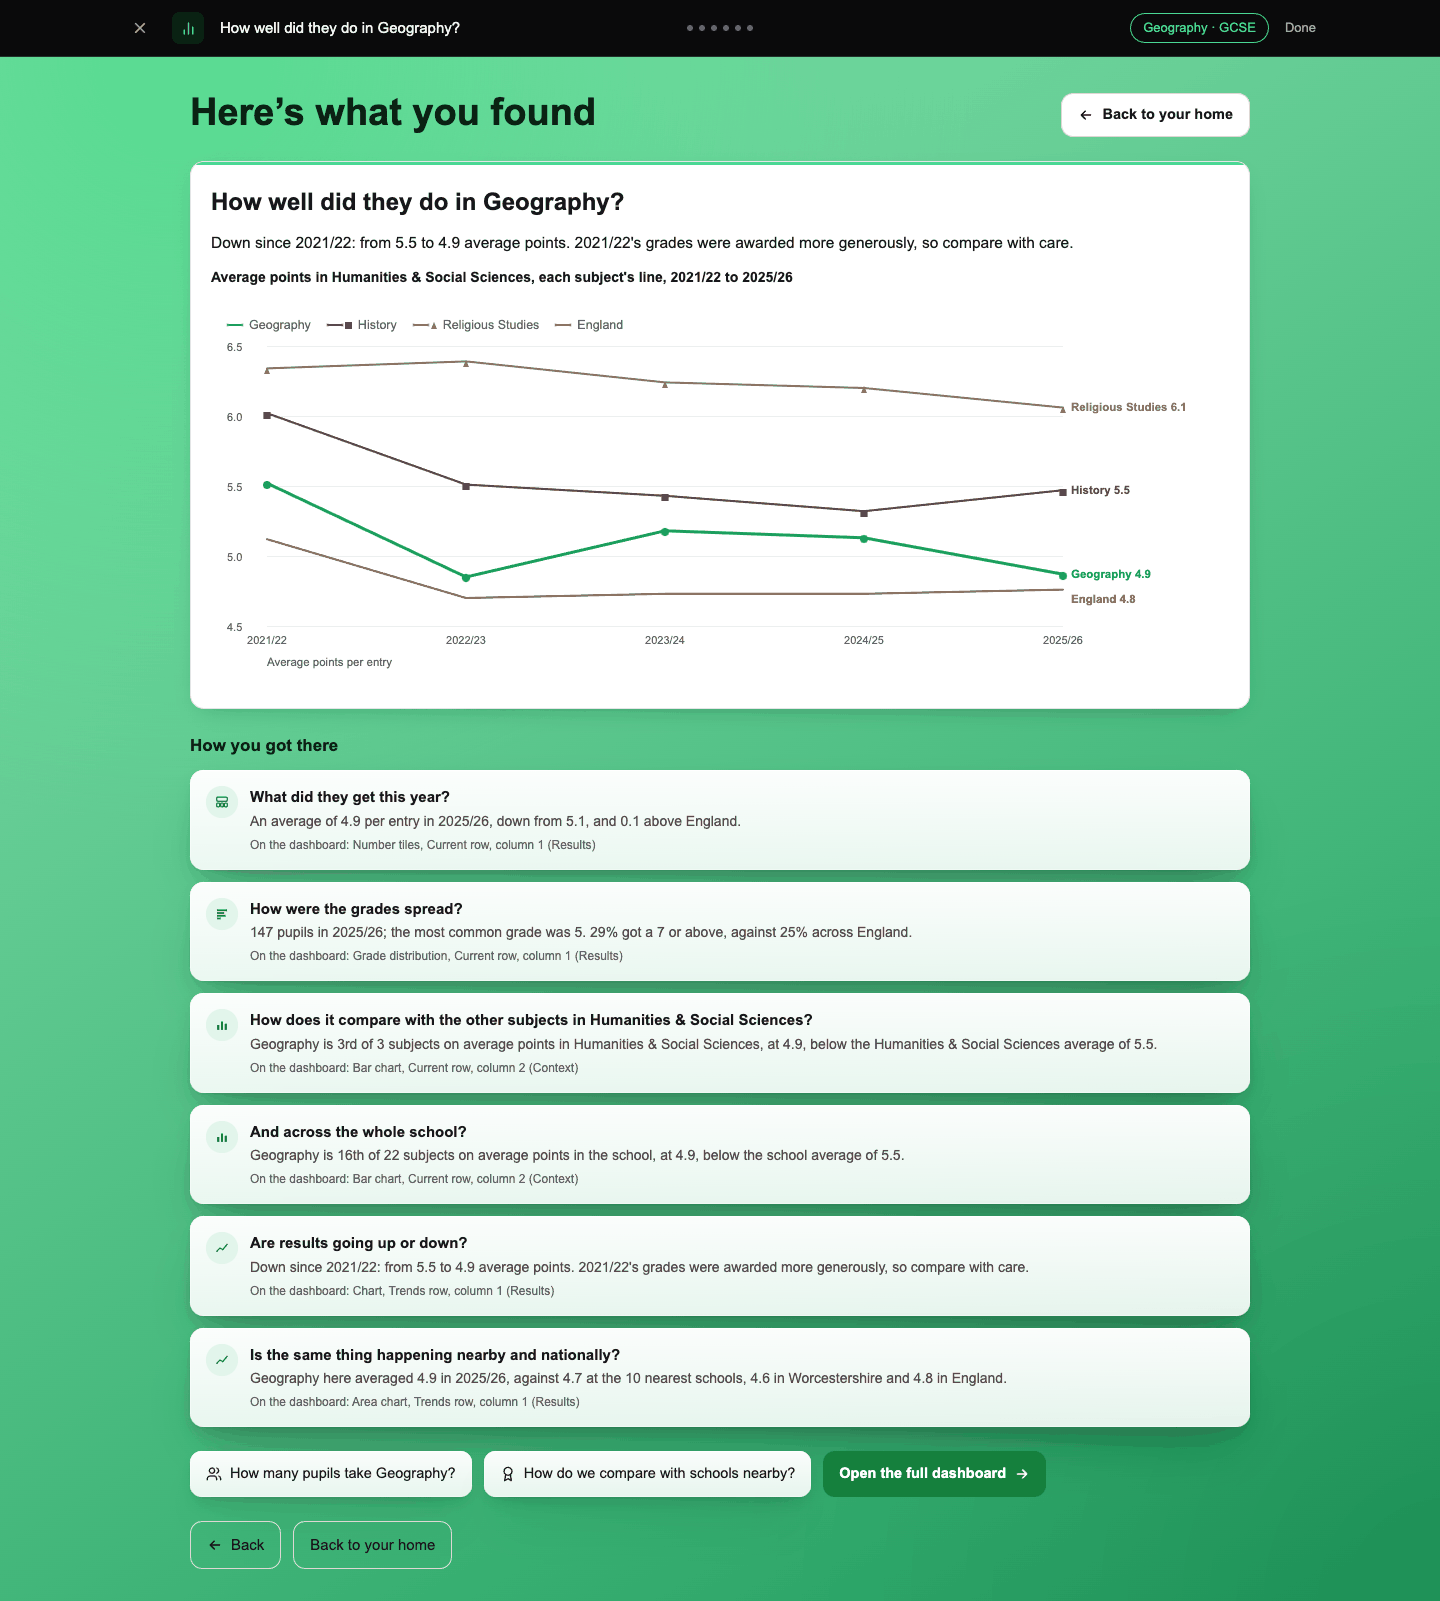 How well did they do in Geography?
Geography · GCSE
Done
Here’s what you found
Back to your home
How well did they do in Geography?
Down since 2021/22: from 5.5 to 4.9 average points. 2021/22's grades were awarded more generously, so compare with care.
Average points in Humanities & Social Sciences, each subject's line, 2021/22 to 2025/26
Geography
History
Religious Studies
England
6.5
6.0
5.5
5.0
4.5
Religious Studies 6.1
History 5.5
Geography 4.9
England 4.8
2021/22
2022/23
2023/24
2024/25
2025/26
Average points per entry
How you got there
What did they get this year?
An average of 4.9 per entry in 2025/26, down from 5.1, and 0.1 above England.
On the dashboard: Number tiles, Current row, column 1 (Results)
How were the grades spread?
147 pupils in 2025/26; the most common grade was 5. 29% got a 7 or above, against 25% across England.
On the dashboard: Grade distribution, Current row, column 1 (Results)
How does it compare with the other subjects in Humanities & Social Sciences?
Geography is 3rd of 3 subjects on average points in Humanities & Social Sciences, at 4.9, below the Humanities & Social Sciences average of 5.5.
On the dashboard: Bar chart, Current row, column 2 (Context)
And across the whole school?
Geography is 16th of 22 subjects on average points in the school, at 4.9, below the school average of 5.5.
On the dashboard: Bar chart, Current row, column 2 (Context)
Are results going up or down?
Down since 2021/22: from 5.5 to 4.9 average points. 2021/22's grades were awarded more generously, so compare with care.
On the dashboard: Chart, Trends row, column 1 (Results)
Is the same thing happening nearby and nationally?
Geography here averaged 4.9 in 2025/26, against 4.7 at the 10 nearest schools, 4.6 in Worcestershire and 4.8 in England.
On the dashboard: Area chart, Trends row, column 1 (Results)
How many pupils take Geography?
How do we compare with schools nearby?
Open the full dashboard
Back
Back to your home